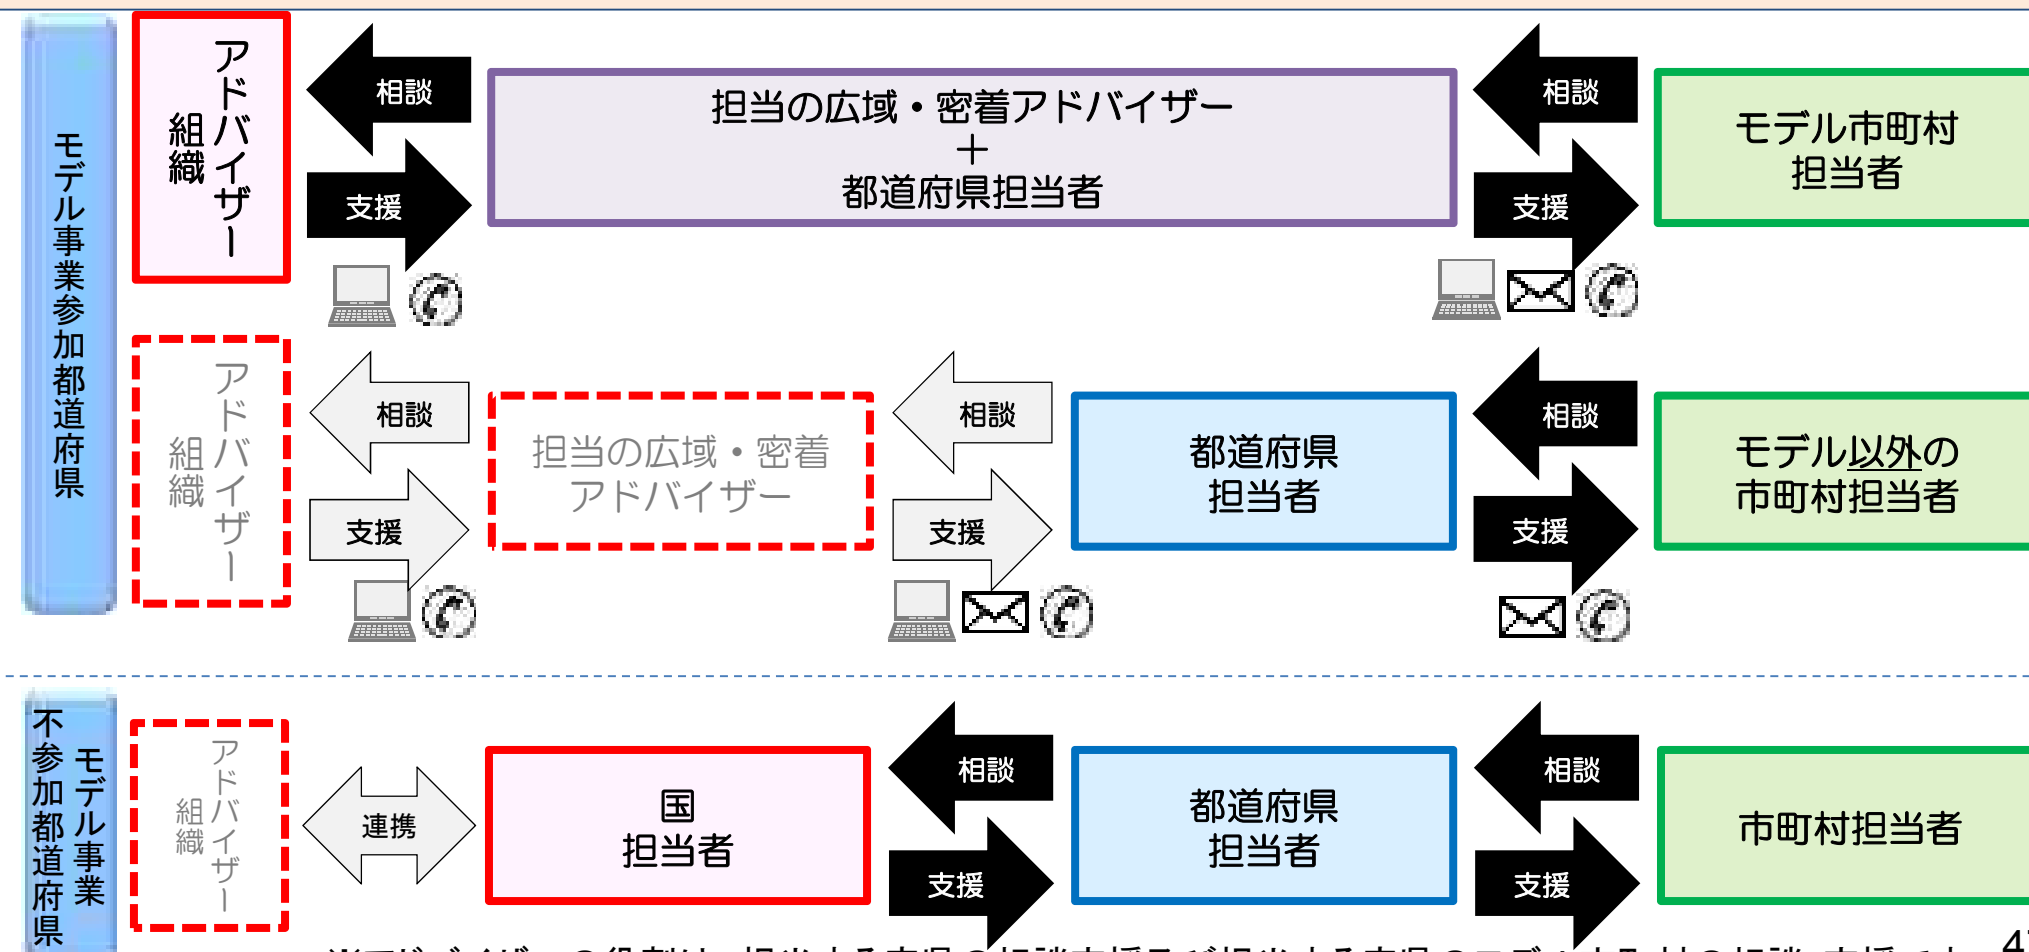 モデル事業参加都道府県
アドバイザー
組織
相談
支援
担当の広域・密着アドバイザー
＋
都道府県担当者
相談
支援
モデル市町村
担当者
アドバイザー
組織
相談
支援
担当の広域・密着
アドバイザー
相談
支援
都道府県
担当者
相談
支援
モデル以外の
市町村担当者
モデル事業
不参加都道府県
アドバイザー
組織
連携
国
担当者
相談
支援
都道府県
担当者
相談
支援
市町村担当者